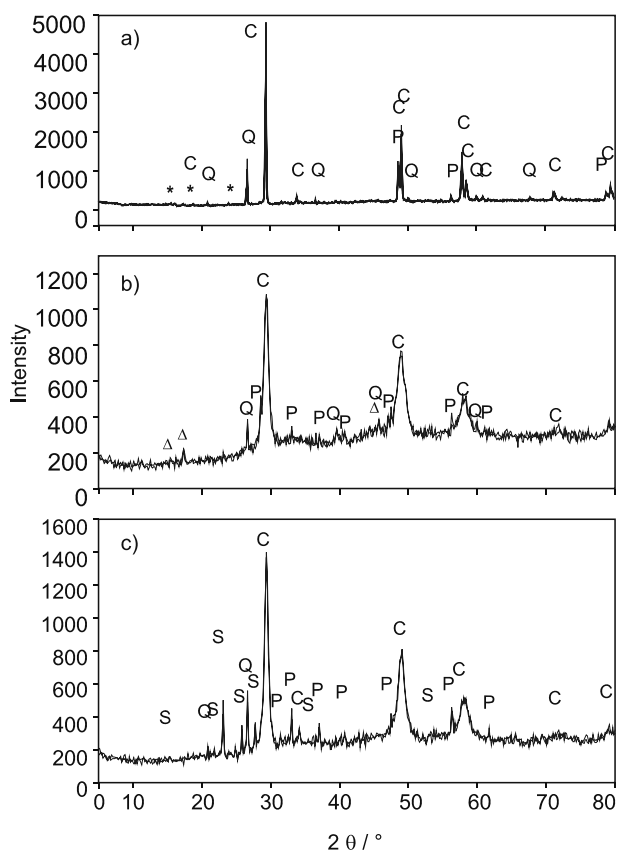 a)
5000
4000
3000
2000
1000
0
C
C
C
P
C
C
Q
C
Q
C
Q
Q
P
Q
C
Q
C
P
C
*
*
*
b)
1200
1000
800
600
400
200
0
Intensity
C
C
C
P
Q
P
P
Q
P
Q
Δ
P
P
Q
P
C
Δ
Δ
c)
1600
1400
1200
1000
800
600
400
200
0
C
C
S
Q
S
P
C
S
P
P
S
P
C
P
P
S
P
C
C
S
Q
S
S
0
10
20
30
40
50
60
70
80
2 θ / °